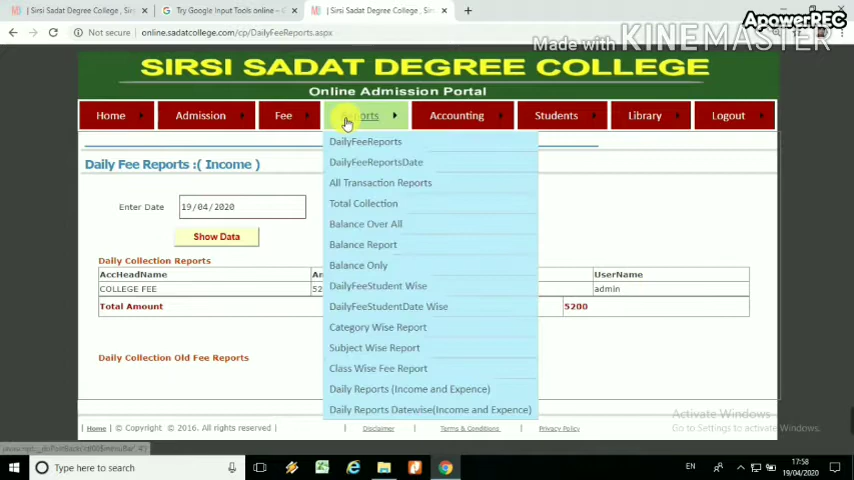 | Sirsi Sadat Degree College , Sirsi
Try Google Input Tools online –
| Sirsi Sadat Degree College , Sirsi
ApowerREC
Not secure | online.sadatcollege.com/cp/DailyFeeReports.aspx
Made with KINEMASTER
SIRSI SADAT DEGREE COLLEGE
Online Admission Portal
Home
Admission
Fee
Reports
Accounting
Students
Library
Logout
DailyFeeReports
DailyFeeReportsDate
All Transaction Reports
Total Collection
Balance Over All
Balance Report
Balance Only
DailyFeeStudent Wise
DailyFeeStudentDate Wise
Category Wise Report
Subject Wise Report
Class Wise Fee Report
Daily Reports (Income and Expence)
Daily Reports Datewise(Income and Expence)
Daily Fee Reports :( Income )
Enter Date 19/04/2020
Show Data
Daily Collection Reports
AccHeadName UserName
COLLEGE FEE admin
Total Amount 5200
Daily Collection Old Fee Reports
Activate Windows
Go to Settings to activate Windows.
| Home | © Copyright © 2016. All rights reserved | | Disclaimer | Terms & Conditions | Privacy Policy
Type here to search
EN
17:58
19/04/2020